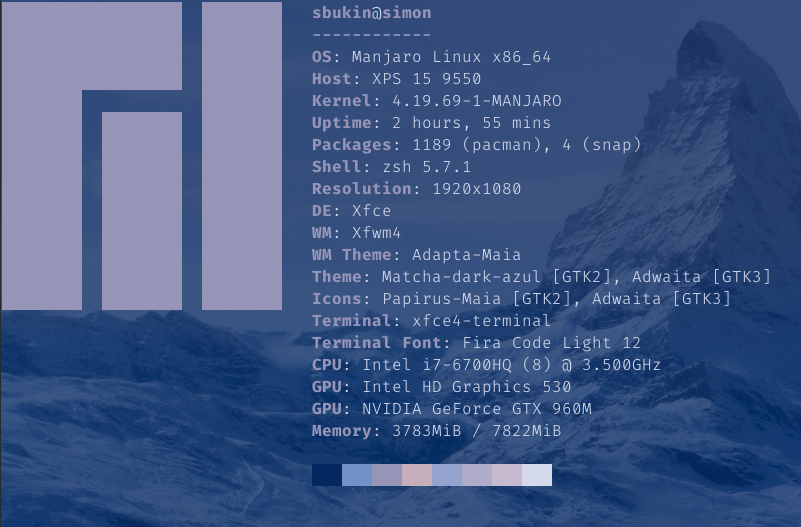 sbukin@simon
------------
OS: Manjaro Linux x86_64
Host: XPS 15 9550
Kernel: 4.19.69-1-MANJARO
Uptime: 2 hours, 55 mins
Packages: 1189 (pacman), 4 (snap)
Shell: zsh 5.7.1
Resolution: 1920x1080
DE: Xfce
WM: Xfwm4
WM Theme: Adapta-Maia
Theme: Matcha-dark-azul [GTK2], Adwaita [GTK3]
Icons: Papirus-Maia [GTK2], Adwaita [GTK3]
Terminal: xfce4-terminal
Terminal Font: Fira Code Light 12
CPU: Intel i7-6700HQ (8) @ 3.500GHz
GPU: Intel HD Graphics 530
GPU: NVIDIA GeForce GTX 960M
Memory: 3783MiB / 7822MiB